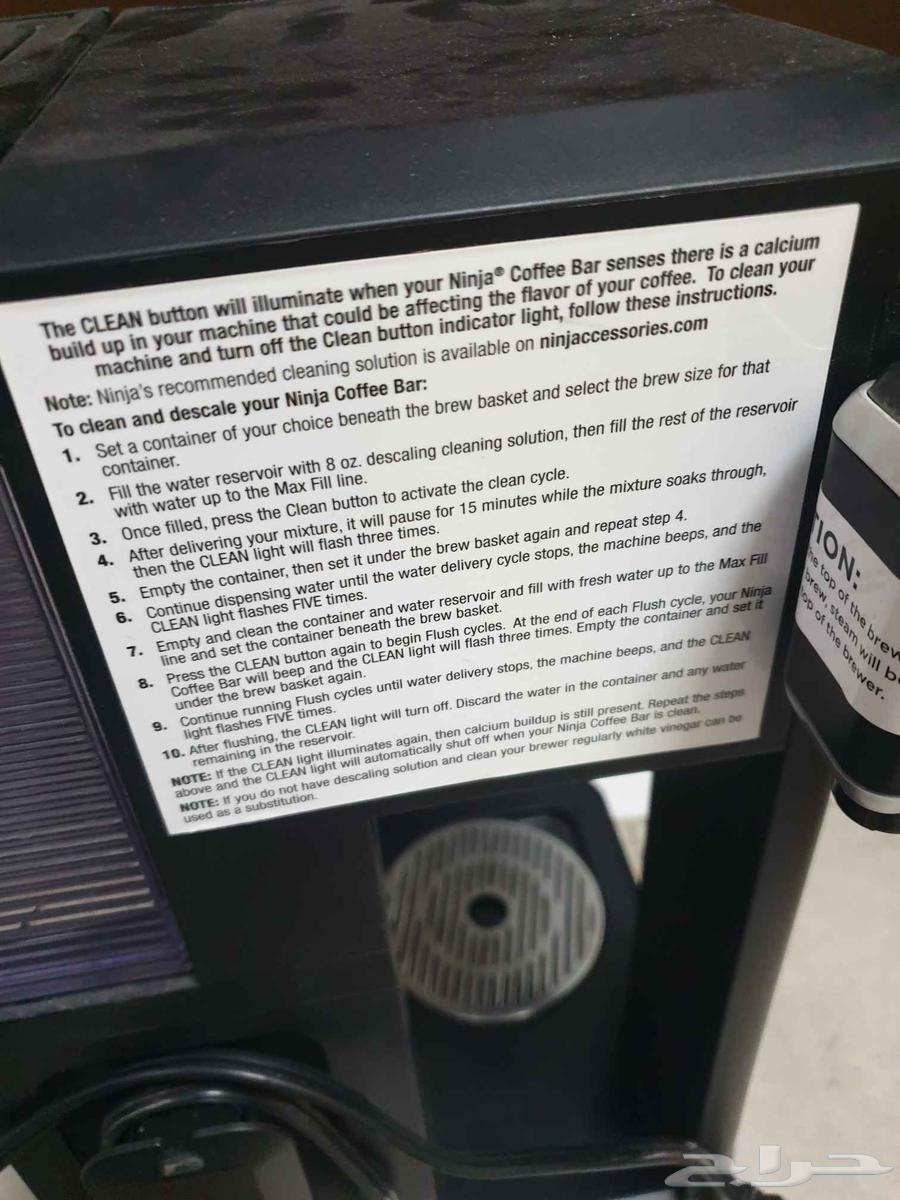 The CLEAN button will illuminate when your Ninja® Coffee Bar senses there is a calcium
build up in your machine that could be affecting the flavor of your coffee. To clean your
machine and turn off the Clean button indicator light, follow these instructions.
Note: Ninja's recommended cleaning solution is available on ninjaccessories.com
To clean and descale your Ninja Coffee Bar:
1. Set a container of your choice beneath the brew basket and select the brew size for that
container.
2. Fill the water reservoir with 8 oz. descaling cleaning solution, then fill the rest of the reservoir
with water up to the Max Fill line.
3. Once filled, press the Clean button to activate the clean cycle.
4. After delivering your mixture, it will pause for 15 minutes while the mixture soaks through,
then the CLEAN light will flash three times.
5. Empty the container, then set it under the brew basket again and repeat step 4.
6. Continue dispensing water until the water delivery cycle stops, the machine beeps, and the
CLEAN light flashes FIVE times.
7. Empty and clean the container and water reservoir and fill with fresh water up to the Max Fill
line and set the container beneath the brew basket.
8. Press the CLEAN button again to begin Flush cycles. At the end of each Flush cycle, your Ninja
Coffee Bar will beep and the CLEAN light will flash three times. Empty the container and set it
under the brew basket again.
9. Continue running Flush cycles until water delivery stops, the machine beeps, and the CLEAN
light flashes FIVE times.
10. After flushing, the CLEAN light will turn off. Discard the water in the container and any water
remaining in the reservoir.
NOTE: If the CLEAN light illuminates again, then calcium buildup is still present. Repeat the steps
above and the CLEAN light will automatically shut off when your Ninja Coffee Bar is clean.
NOTE: If you do not have descaling solution and clean your brewer regularly white vinegar can be
used as a substitution.
TION:
the top of the brew
brew, steam will be
top of the brewer.
حراج